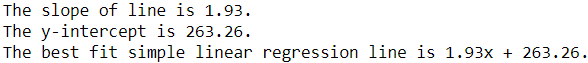 The slope of line is 1.93.
The y-intercept is 263.26.
The best fit simple linear regression line is 1.93x + 263.26.